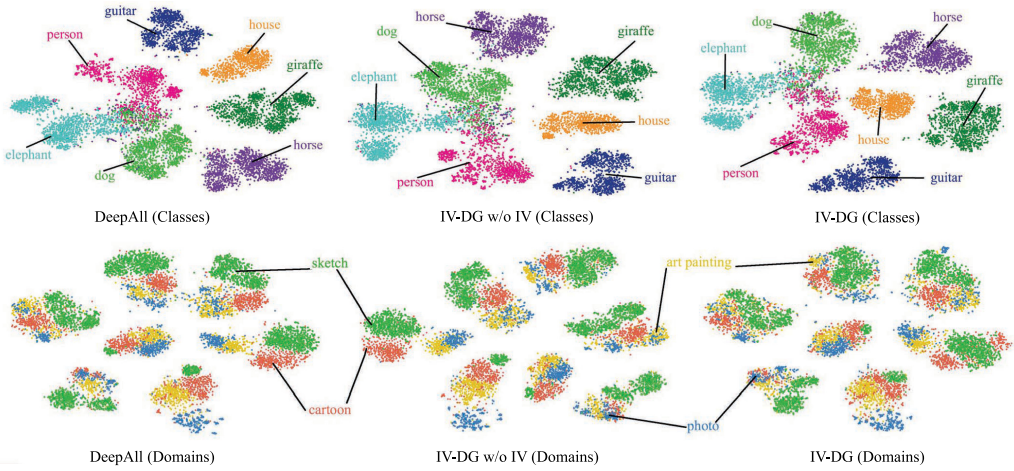 guitar
person
house
giraffe
elephant
dog
horse
DeepAll (Classes)
horse
dog
giraffe
elephant
house
person
guitar
IV-DG w/o IV (Classes)
dog
horse
elephant
giraffe
house
person
guitar
IV-DG (Classes)
sketch
art painting
cartoon
photo
DeepAll (Domains)
IV-DG w/o IV (Domains)
IV-DG (Domains)